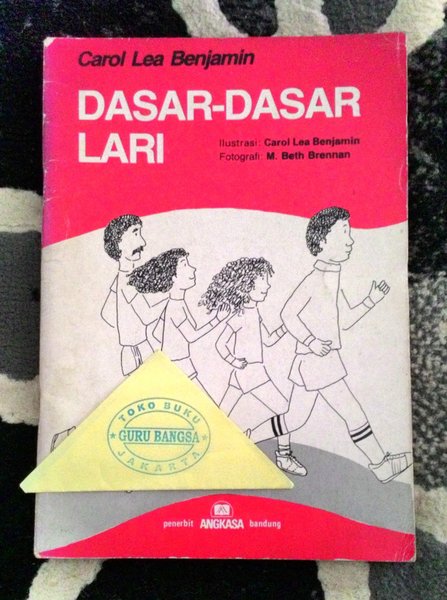 Carol Lea Benjamin
DASAR-DASAR
LARI
Ilustrasi: Carol Lea Benjamin
Fotografi: M. Beth Brennan
TOKO BUKU
GURU BANGSA
JAKARTA
penerbit ANGKASA bandung